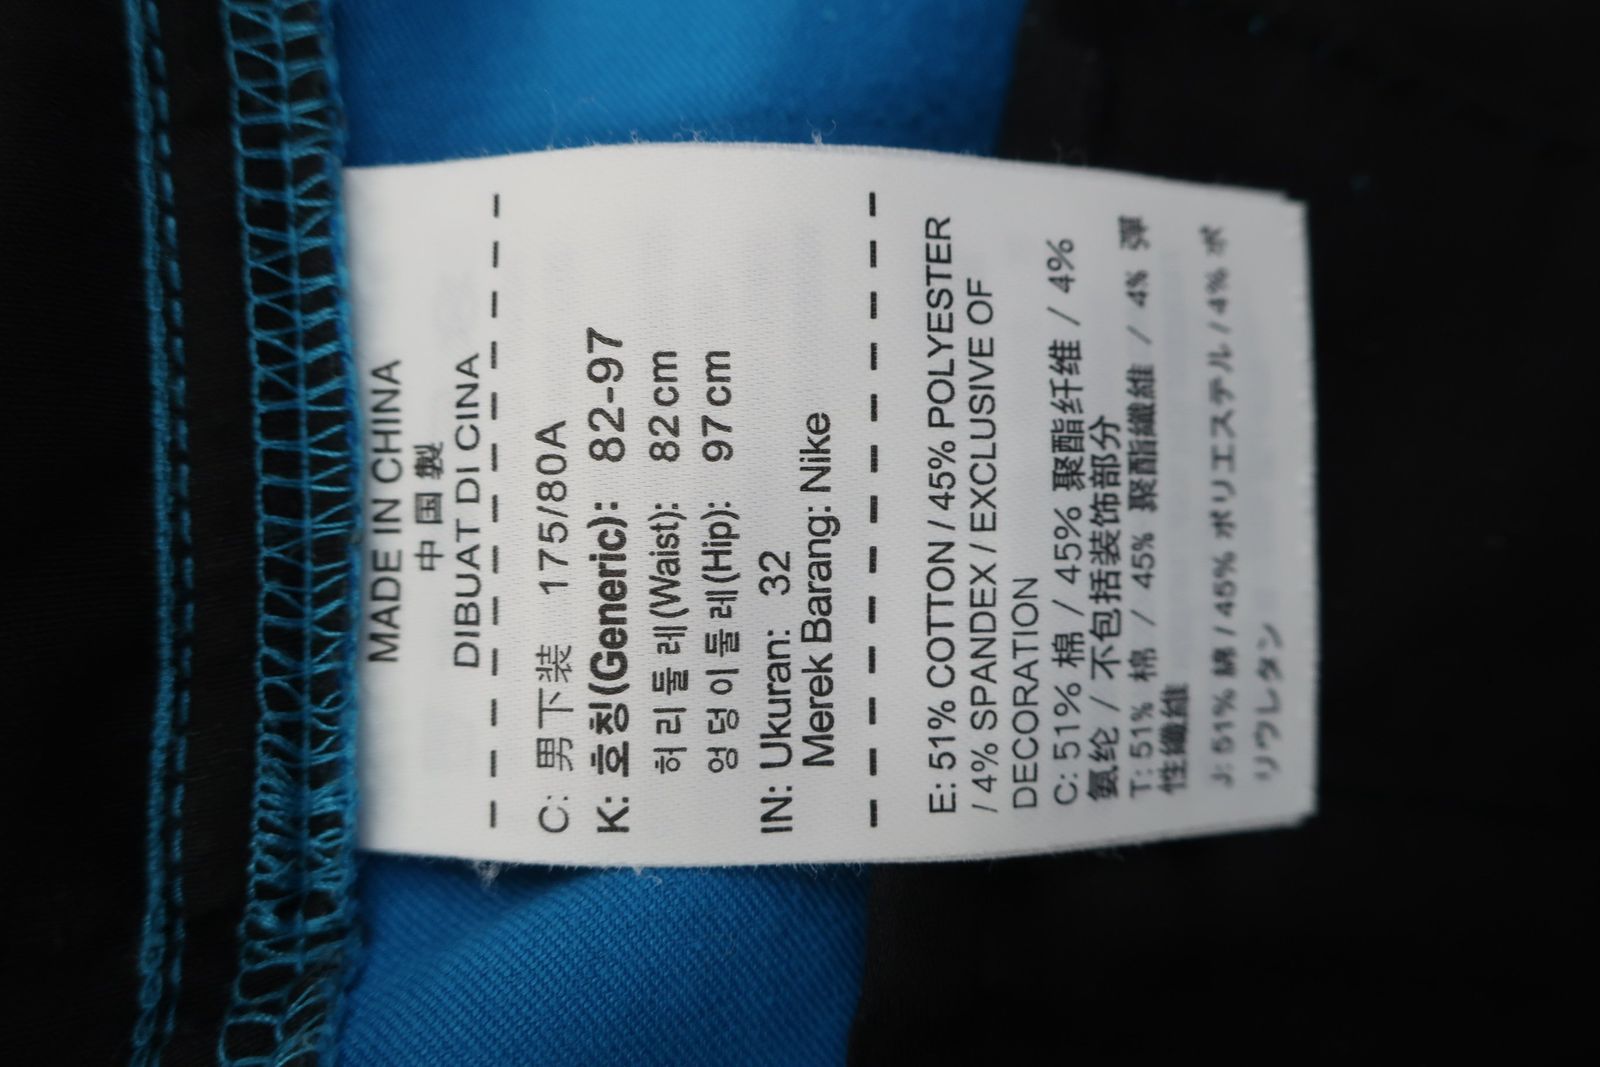 MADE IN CHINA
中国製
DIBUAT DI CINA
C: 男下装 175/80A
K: 호칭(Generic): 82-97
허리둘레(Waist): 82cm
엉덩이둘레(Hip): 97cm
IN: Ukuran: 32
Merek Barang: Nike
E: 51% COTTON / 45% POLYESTER
/ 4% SPANDEX / EXCLUSIVE OF
DECORATION
C: 51% 棉 / 45% 聚酯纤维 / 4%
氨纶 / 不包括装饰部分
T: 51% 棉 / 45% 聚酯纖維 / 4% 彈
性纖維
J: 51% 綿 / 45% ポリエステル / 4% ポ
リウレタン